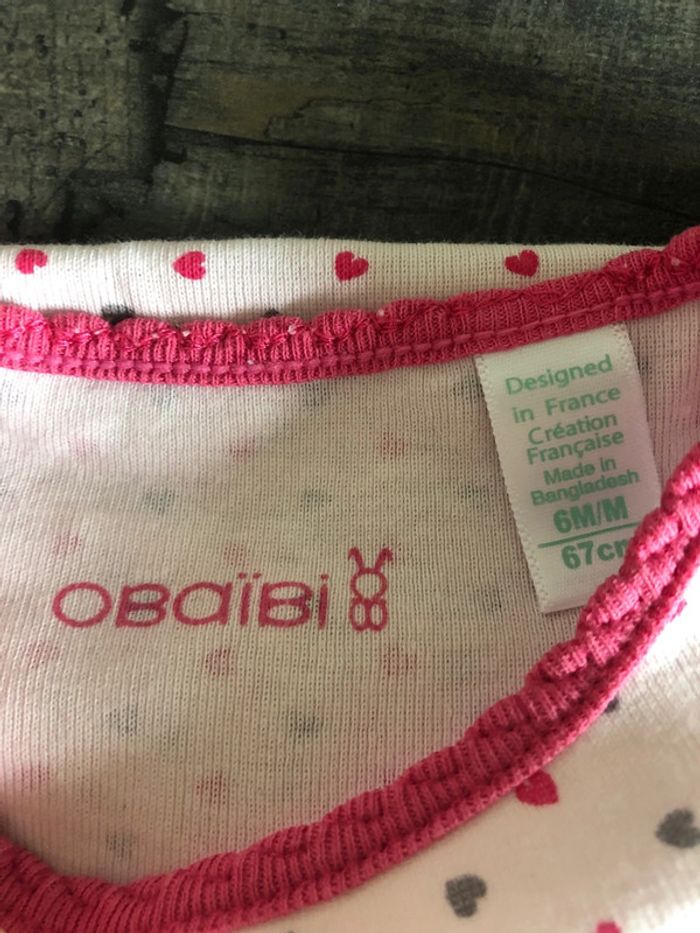 Designed
in France
Création
Française
Made in
Bangladesh
6M/M
67cm
OBaïBi